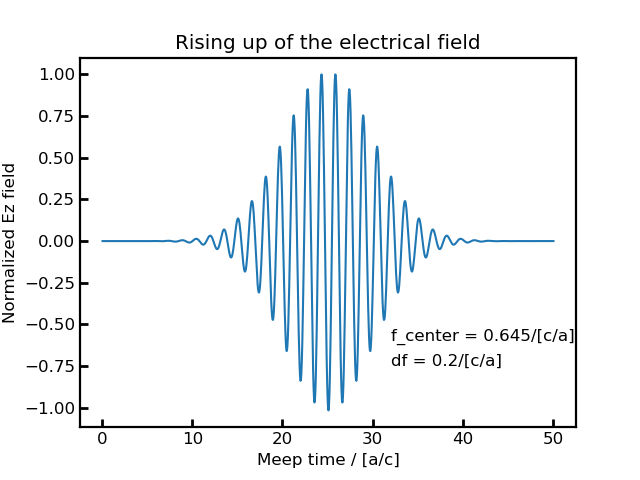 Rising up of the electrical field
Normalized Ez field
1.00
0.75
0.50
0.25
0.00
−0.25
−0.50
−0.75
−1.00
f_center = 0.645/[c/a]
df = 0.2/[c/a]
0 10 20 30 40 50
Meep time / [a/c]